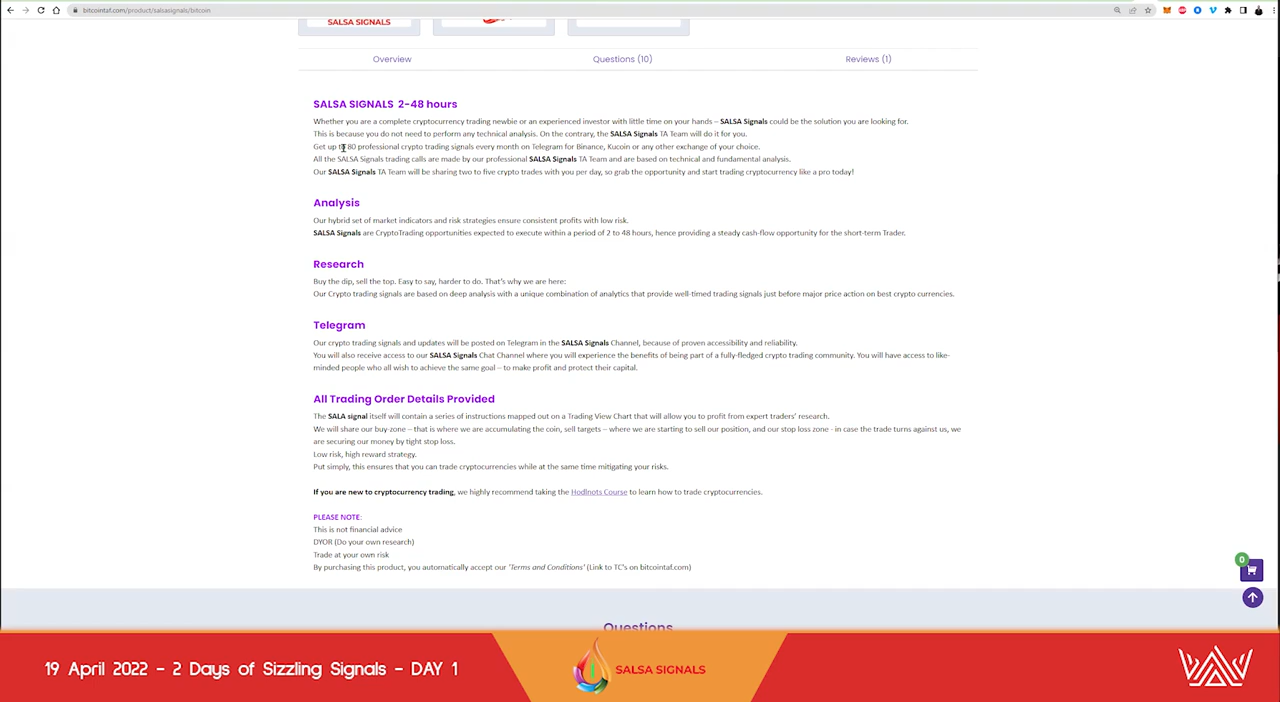 bitcointaf.com/product/salsasignals/bitcoin
SALSA SIGNALS
Overview
Questions (10)
Reviews (1)
SALSA SIGNALS 2-48 hours
Whether you are a complete cryptocurrency trading newbie or an experienced investor with little time on your hands – SALSA Signals could be the solution you are looking for.
This is because you do not need to perform any technical analysis. On the contrary, the SALSA Signals TA Team will do it for you.
Get up to 80 professional crypto trading signals every month on Telegram for Binance, Kucoin or any other exchange of your choice.
All the SALSA Signals trading calls are made by our professional SALSA Signals TA Team and are based on technical and fundamental analysis.
Our SALSA Signals TA Team will be sharing two to five crypto trades with you per day, so grab the opportunity and start trading cryptocurrency like a pro today!
Analysis
Our hybrid set of market indicators and risk strategies ensure consistent profits with low risk.
SALSA Signals are CryptoTrading opportunities expected to execute within a period of 2 to 48 hours, hence providing a steady cash-flow opportunity for the short-term Trader.
Research
Buy the dip, sell the top. Easy to say, harder to do. That's why we are here:
Our Crypto trading signals are based on deep analysis with a unique combination of analytics that provide well-timed trading signals just before major price action on best crypto currencies.
Telegram
Our crypto trading signals and updates will be posted on Telegram in the SALSA Signals Channel, because of proven accessibility and reliability.
You will also receive access to our SALSA Signals Chat Channel where you will experience the benefits of being part of a fully-fledged crypto trading community. You will have access to like-
minded people who all wish to achieve the same goal – to make profit and protect their capital.
All Trading Order Details Provided
The SALA signal itself will contain a series of instructions mapped out on a Trading View Chart that will allow you to profit from expert traders' research.
We will share our buy-zone – that is where we are accumulating the coin, sell targets – where we are starting to sell our position, and our stop loss zone - in case the trade turns against us, we
are securing our money by tight stop loss.
Low risk, high reward strategy.
Put simply, this ensures that you can trade cryptocurrencies while at the same time mitigating your risks.
If you are new to cryptocurrency trading, we highly recommend taking the Hodlnots Course to learn how to trade cryptocurrencies.
PLEASE NOTE:
This is not financial advice
DYOR (Do your own research)
Trade at your own risk
By purchasing this product, you automatically accept our 'Terms and Conditions' (Link to TC's on bitcointaf.com)
0
Questions
19 April 2022 - 2 Days of Sizzling Signals - DAY 1
SALSA SIGNALS